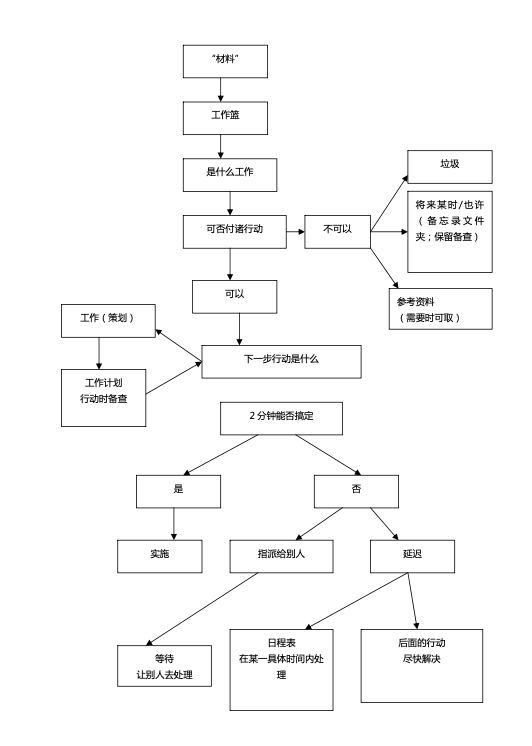 "材料"
工作篮
是什么工作
垃圾
将来某时/也许
（备忘录文件
夹；保留备查）
可否付诸行动
不可以
可以
参考资料
（需要时可取）
工作（策划）
下一步行动是什么
工作计划
行动时备查
2 分钟能否搞定
是
否
实施
指派给别人
延迟
等待
让别人去处理
日程表
在某一具体时间内处
理
后面的行动
尽快解决